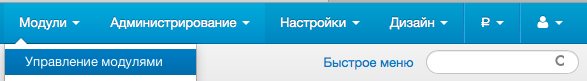 Модули Администрирование Настройки Дизайн ₽
Управление модулями Быстрое меню